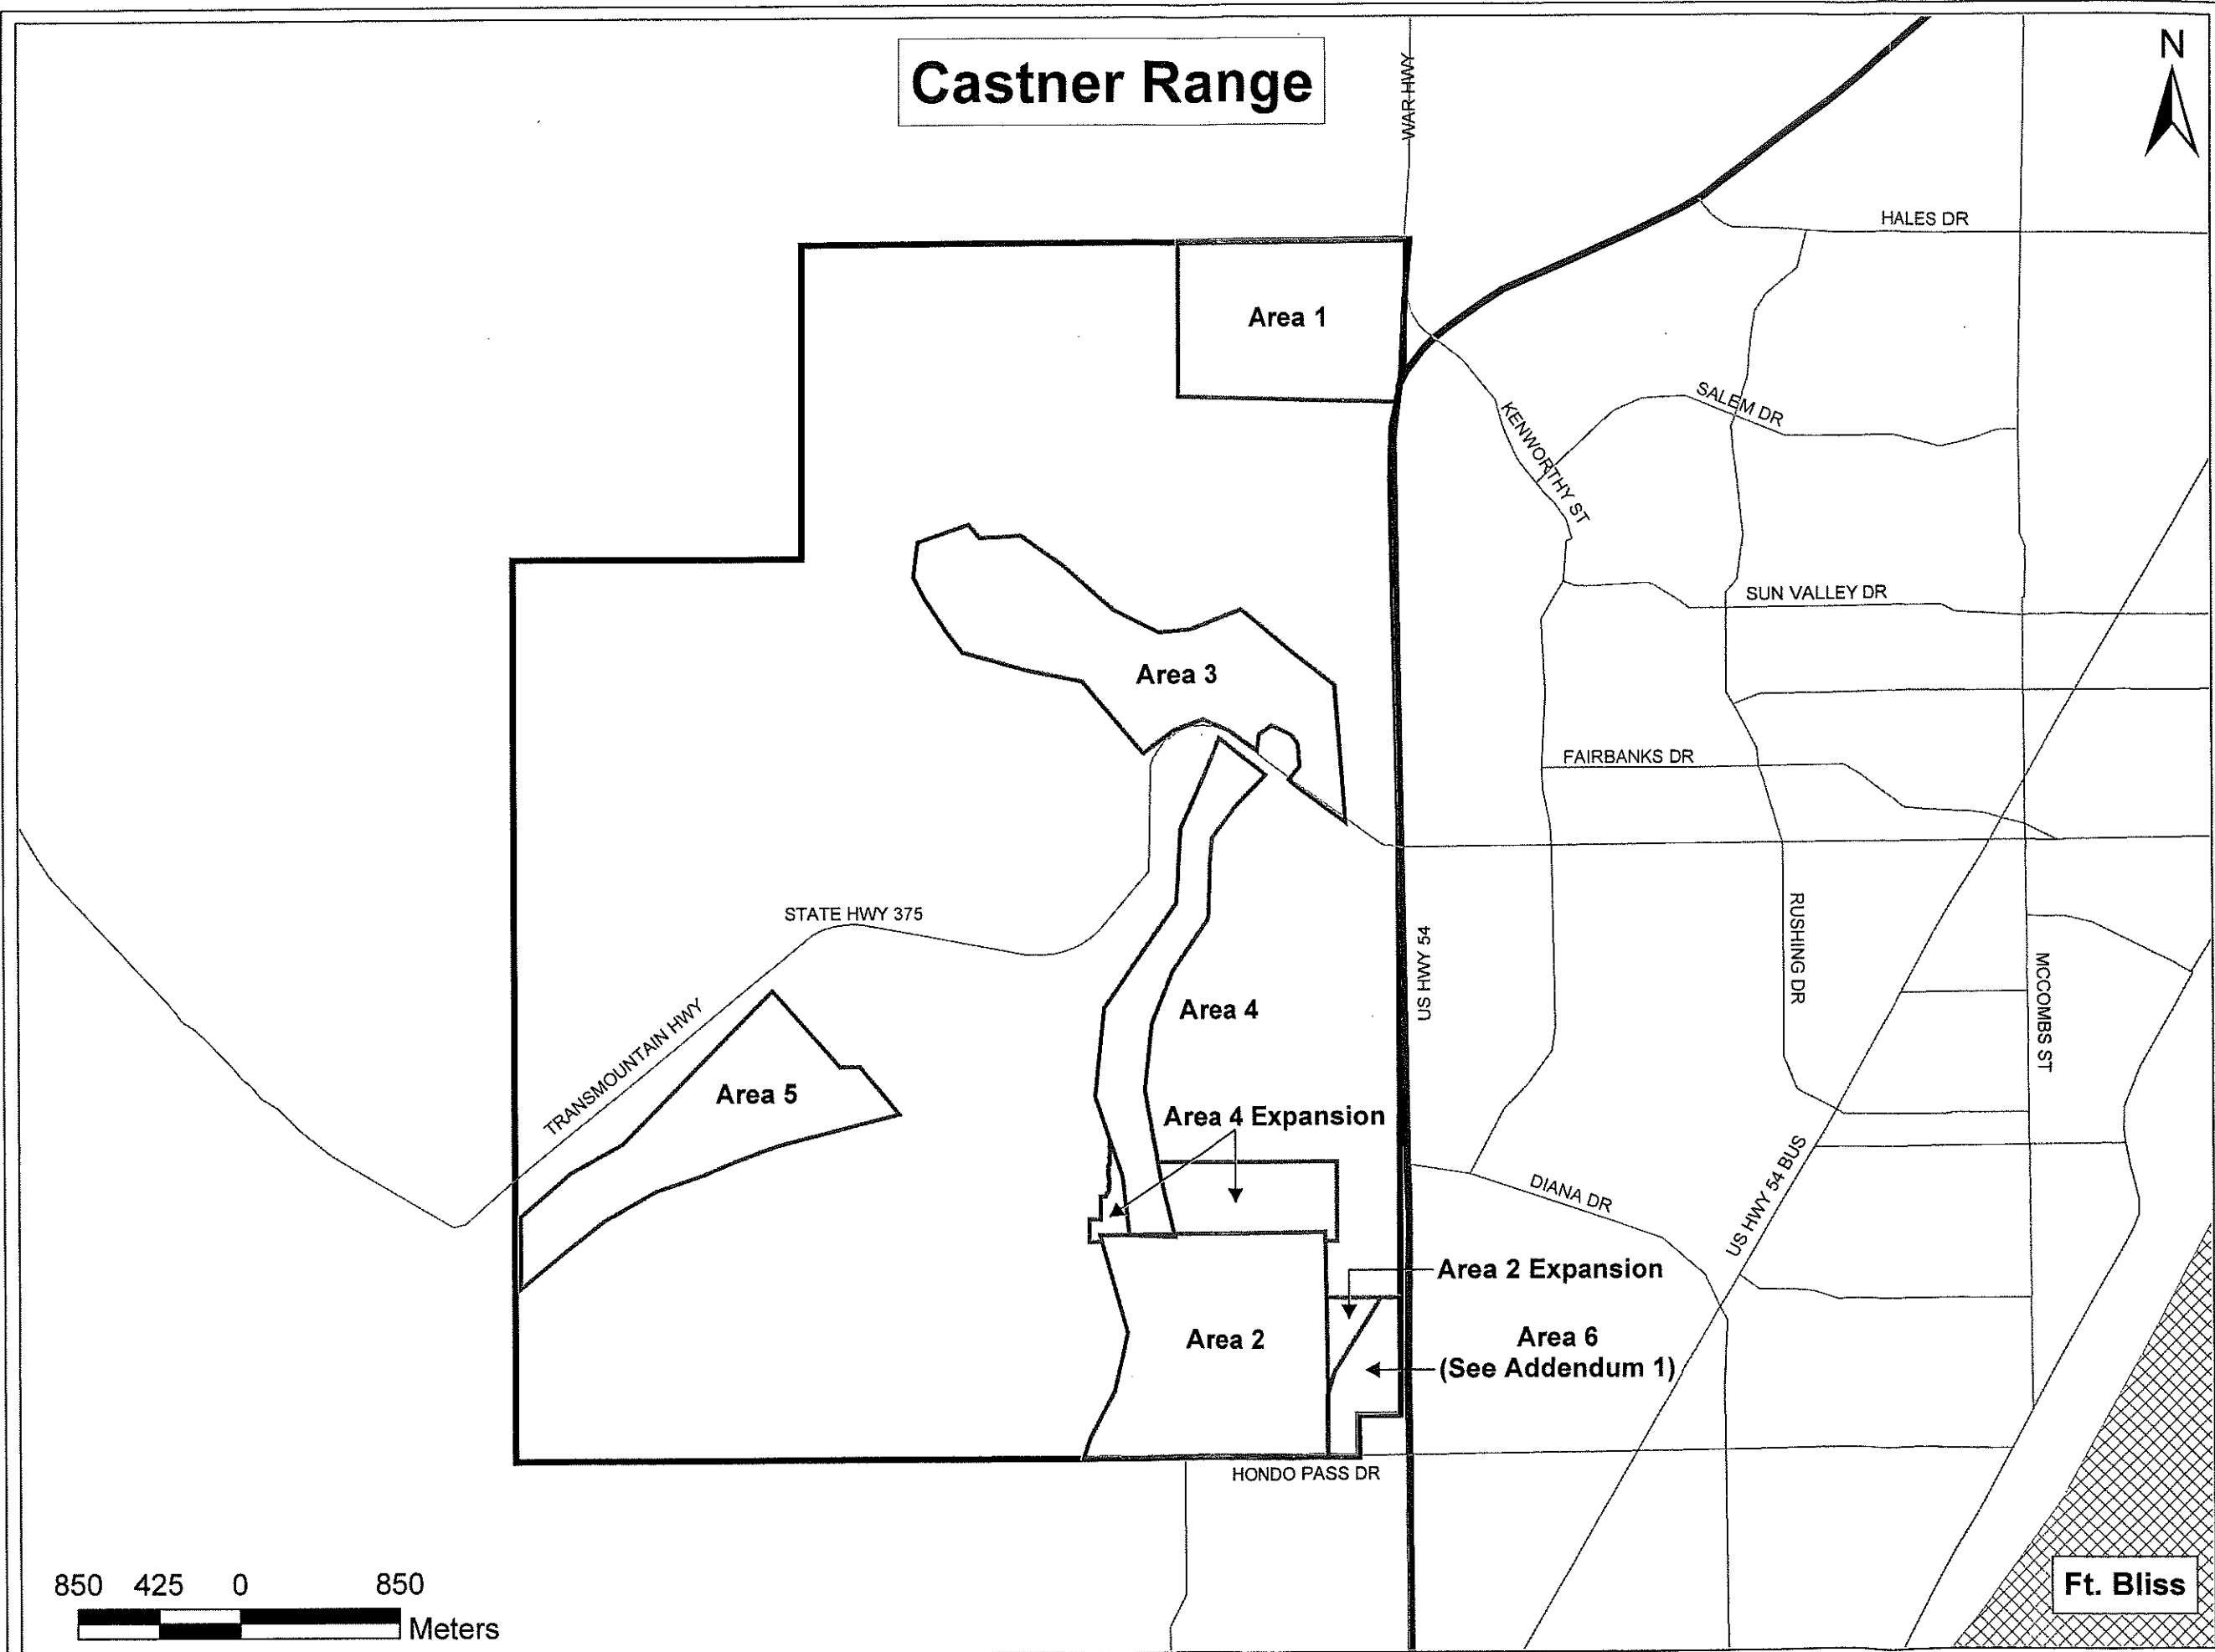 Castner Range
WAR HWY
N
HALES DR
Area 1
SALEM DR
KENWORTHY ST
SUN VALLEY DR
Area 3
FAIRBANKS DR
STATE HWY 375
RUSHING DR
US HWY 54
MCCOMBS ST
Area 4
TRANSMOUNTAIN HWY
Area 5
Area 4 Expansion
DIANA DR
US HWY 54 BUS
Area 2 Expansion
Area 2
Area 6
(See Addendum 1)
HONDO PASS DR
850 425 0 850
Meters
Ft. Bliss